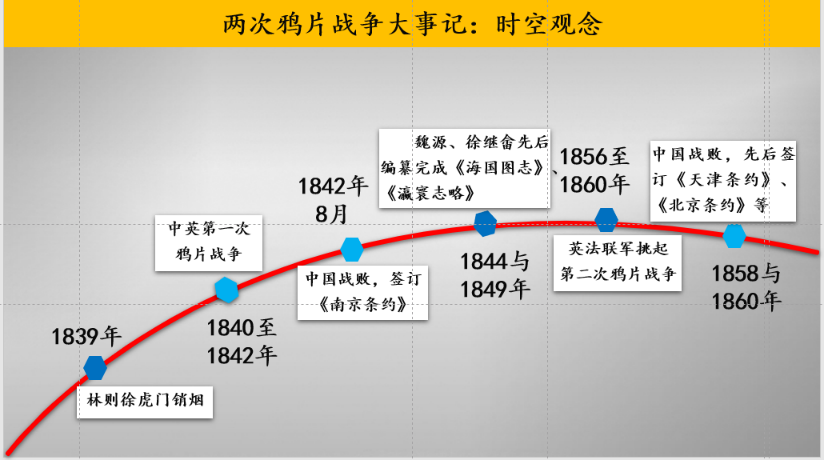 两次鸦片战争大事记：时空观念
1839年
林则徐虎门销烟
中英第一次
鸦片战争
1840至
1842年
1842年
8月
中国战败，签订
《南京条约》
魏源、徐继畬先后
编纂完成《海国图志》、
《瀛寰志略》
1844与
1849年
1856至
1860年
英法联军挑起
第二次鸦片战争
中国战败，先后签
订《天津条约》、
《北京条约》等
1858与
1860年